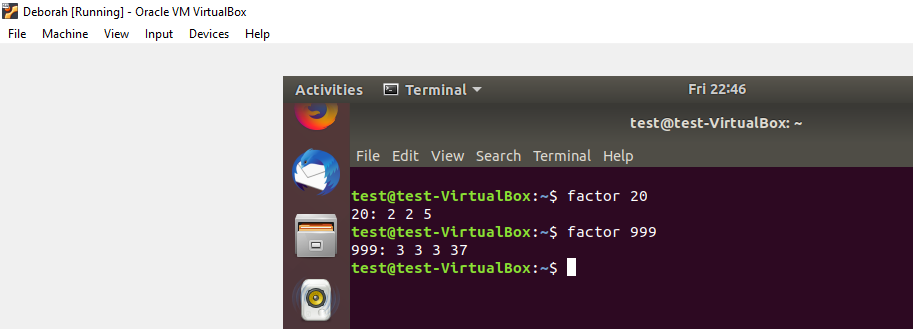 Deborah [Running] - Oracle VM VirtualBox
File Machine View Input Devices Help
Activities Terminal Fri 22:46
test@test-VirtualBox: ~
File Edit View Search Terminal Help
test@test-VirtualBox:~$ factor 20
20: 2 2 5
test@test-VirtualBox:~$ factor 999
999: 3 3 3 37
test@test-VirtualBox:~$